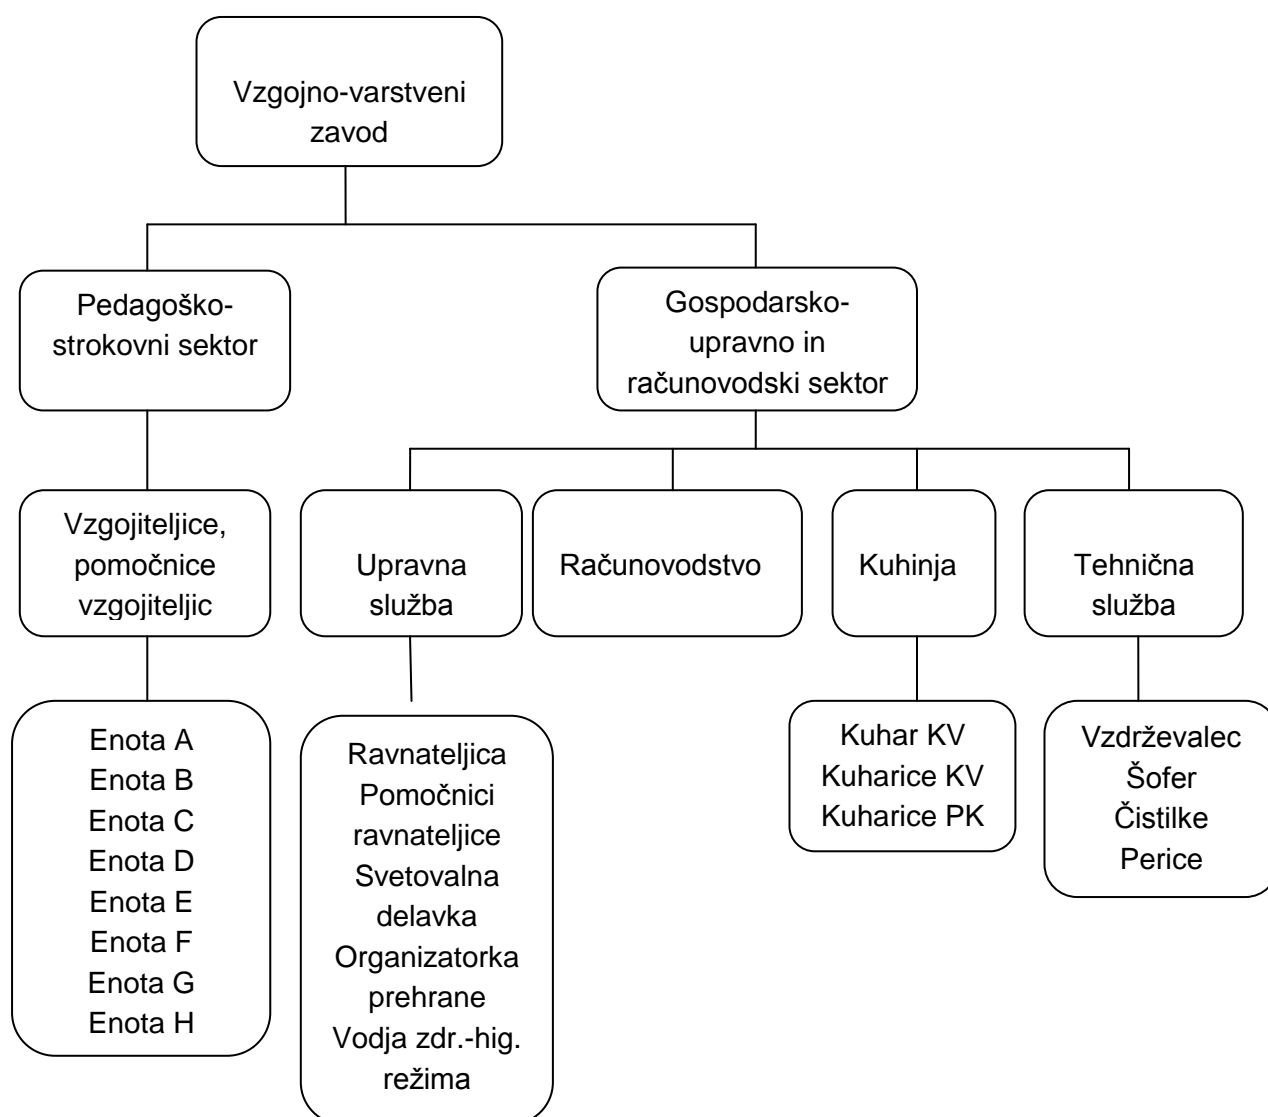 Vzgojno-varstveni
zavod
Pedagoško-
strokovni sektor
Gospodarsko-
upravno in
računovodski sektor
Vzgojiteljice,
pomočnice
vzgojiteljic
Upravna
služba
Računovodstvo
Kuhinja
Tehnična
služba
Enota A
Enota B
Enota C
Enota D
Enota E
Enota F
Enota G
Enota H
Ravnateljica
Pomočnici
ravnateljice
Svetovalna
delavka
Organizatorka
prehrane
Vodja zdr.-hig.
režima
Kuhar KV
Kuharice KV
Kuharice PK
Vzdrževalec
Šofer
Čistilke
Perice